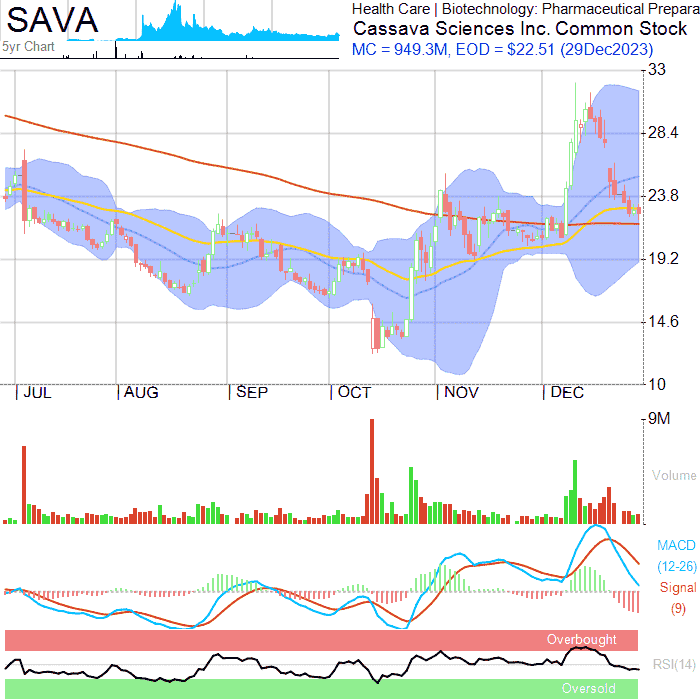 SAVA
5yr Chart
Health Care | Biotechnology: Pharmaceutical Prepara
Cassava Sciences Inc. Common Stock
MC = 949.3M, EOD = $22.51 (29Dec2023)
33
28.4
23.8
19.2
14.6
10
JUL AUG SEP OCT NOV DEC
9M
Volume
MACD
(12-26)
Signal
(9)
Overbought
RSI(14)
Oversold